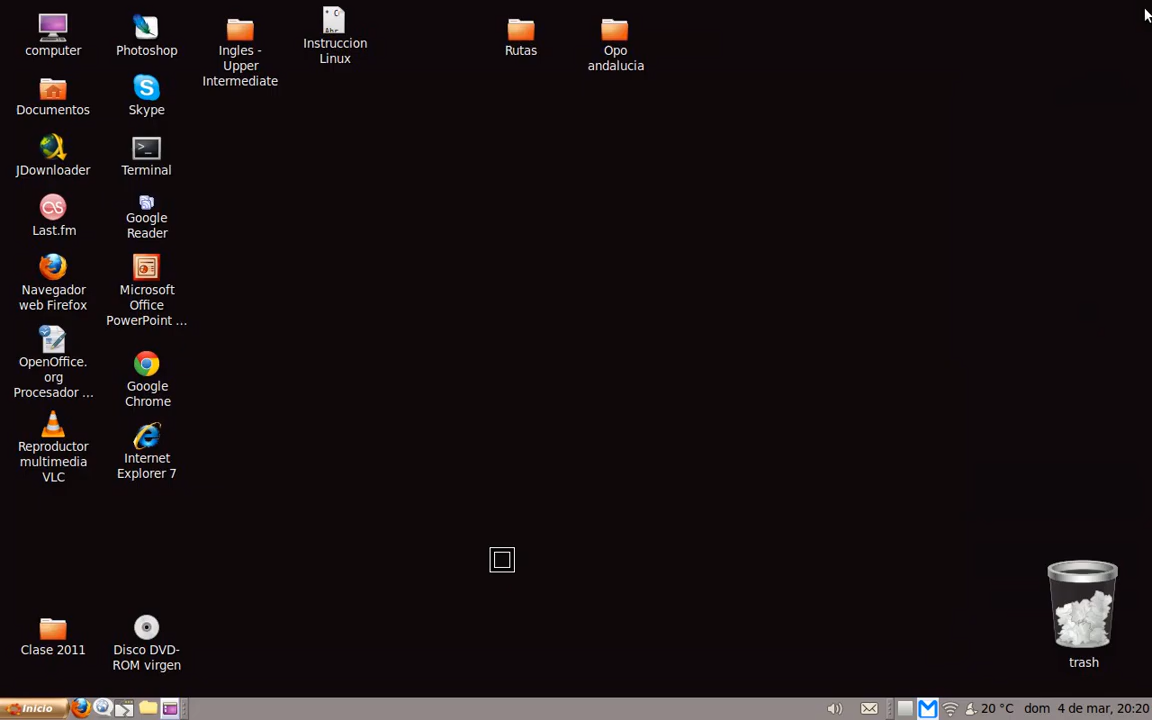 computer
Photoshop
Ingles -
Upper
Intermediate
* C
Abc
Instruccion
Linux
Rutas
Opo
andalucia
Documentos
Skype
JDownloader
>_
Terminal
Last.fm
Google
Reader
Navegador
web Firefox
Microsoft
Office
PowerPoint ...
OpenOffice.
org
Procesador ...
Google
Chrome
Reproductor
multimedia
VLC
Internet
Explorer 7
Clase 2011
Disco DVD-
ROM virgen
trash
Inicio
20 °C
dom 4 de mar, 20:20